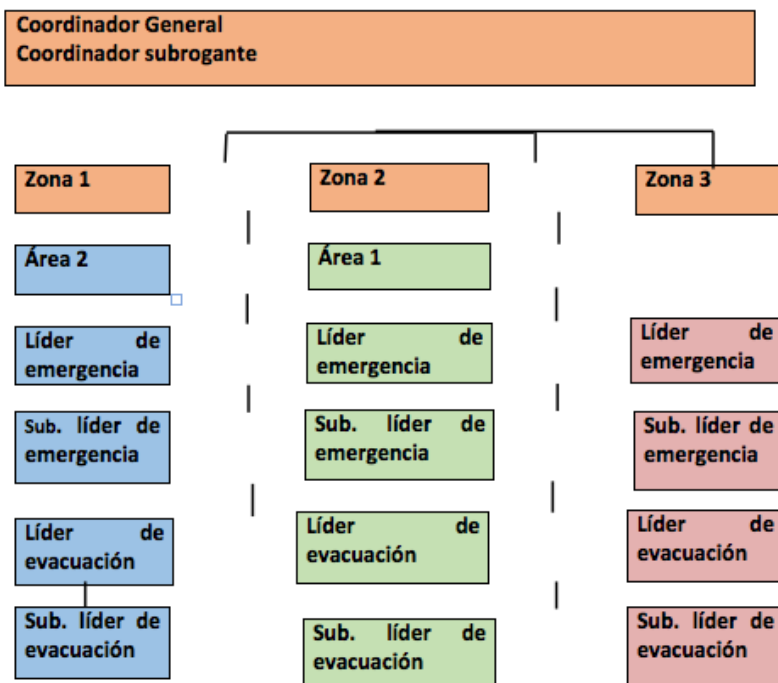 Coordinador General
Coordinador subrogante
Zona 1
Zona 2
Zona 3
Área 2
Área 1
Líder de
emergencia
Líder de
emergencia
Líder de
emergencia
Sub. líder de
emergencia
Sub. líder de
emergencia
Sub. líder de
emergencia
Líder de
evacuación
Líder de
evacuación
Líder de
evacuación
Sub. líder de
evacuación
Sub. líder de
evacuación
Sub. líder de
evacuación